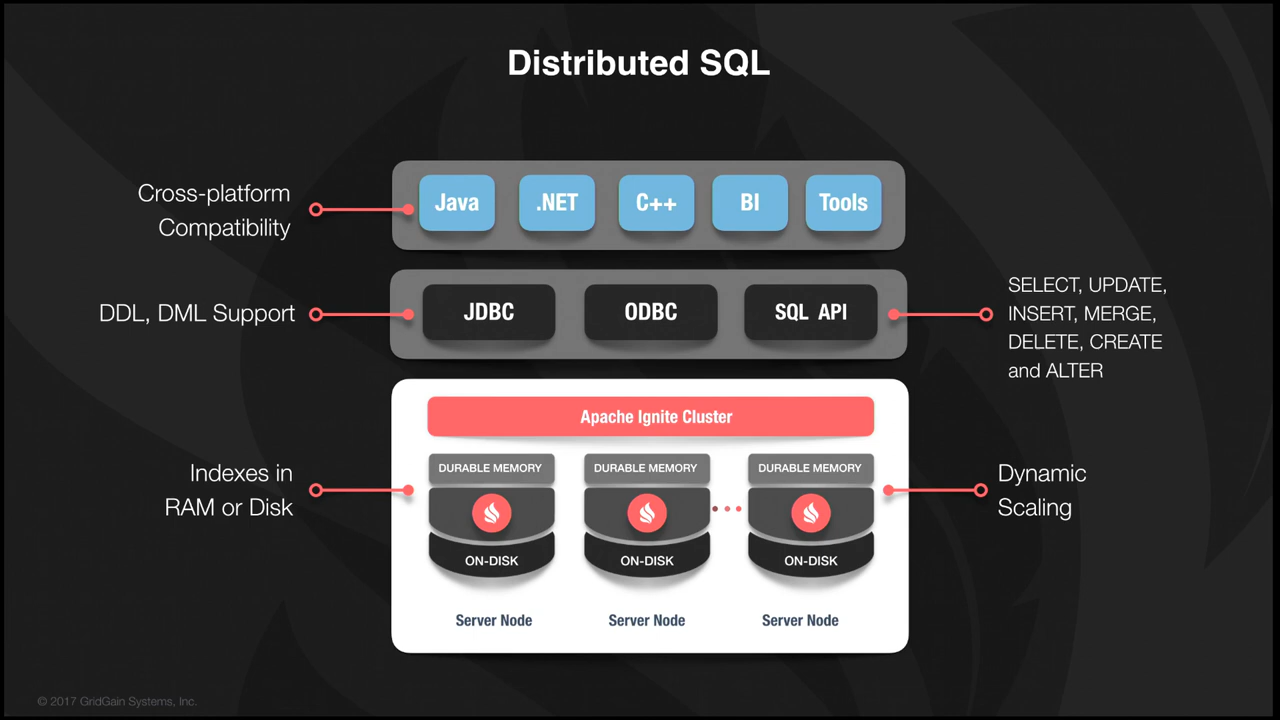 Distributed SQL
Cross-platform
Compatibility
Java .NET C++ BI Tools
DDL, DML Support
JDBC ODBC SQL API
SELECT, UPDATE,
INSERT, MERGE,
DELETE, CREATE
and ALTER
Apache Ignite Cluster
Indexes in
RAM or Disk
DURABLE MEMORY DURABLE MEMORY DURABLE MEMORY
ON-DISK ON-DISK ON-DISK
Server Node Server Node Server Node
Dynamic
Scaling
© 2017 GridGain Systems, Inc.